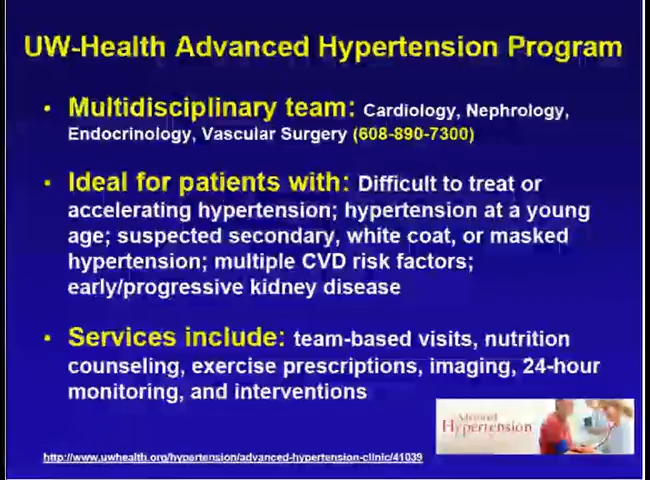 UW-Health Advanced Hypertension Program
• Multidisciplinary team: Cardiology, Nephrology,
Endocrinology, Vascular Surgery (608-890-7300)
• Ideal for patients with: Difficult to treat or
accelerating hypertension; hypertension at a young
age; suspected secondary, white coat, or masked
hypertension; multiple CVD risk factors;
early/progressive kidney disease
• Services include: team-based visits, nutrition
counseling, exercise prescriptions, imaging, 24-hour
monitoring, and interventions
Advanced
Hypertension
http://www.uwhealth.org/hypertension/advanced-hypertension-clinic/41039